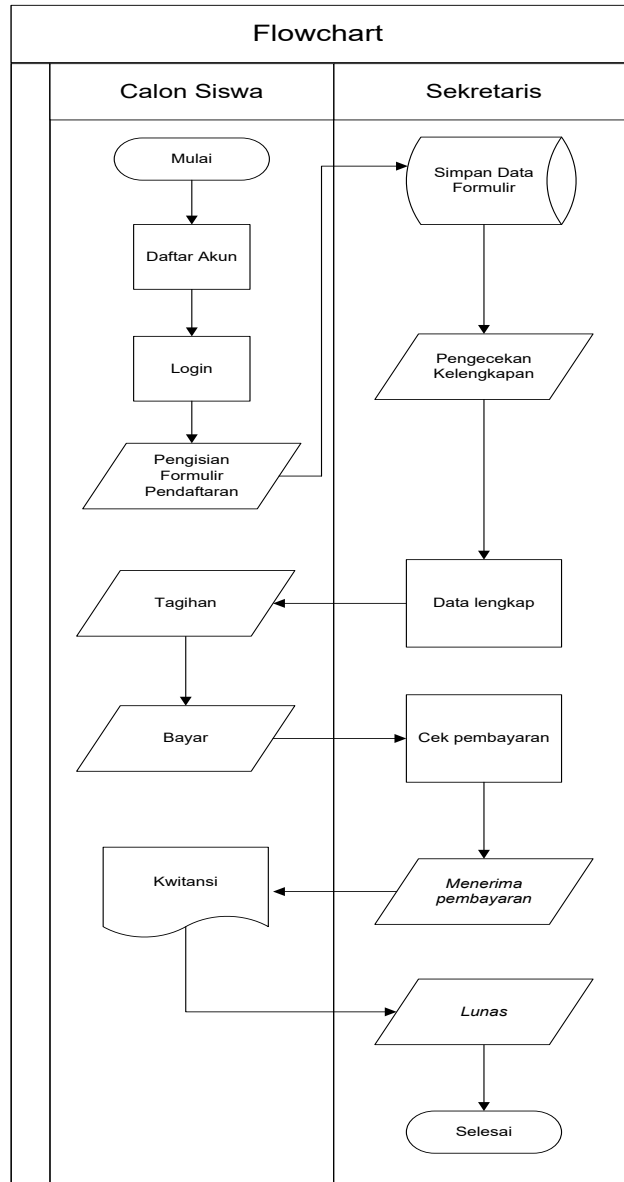 Flowchart
Calon Siswa
Sekretaris
Mulai
Daftar Akun
Login
Pengisian
Formulir
Pendaftaran
Simpan Data
Formulir
Pengecekan
Kelengkapan
Data lengkap
Tagihan
Bayar
Cek pembayaran
Menerima
pembayaran
Kwitansi
Lunas
Selesai